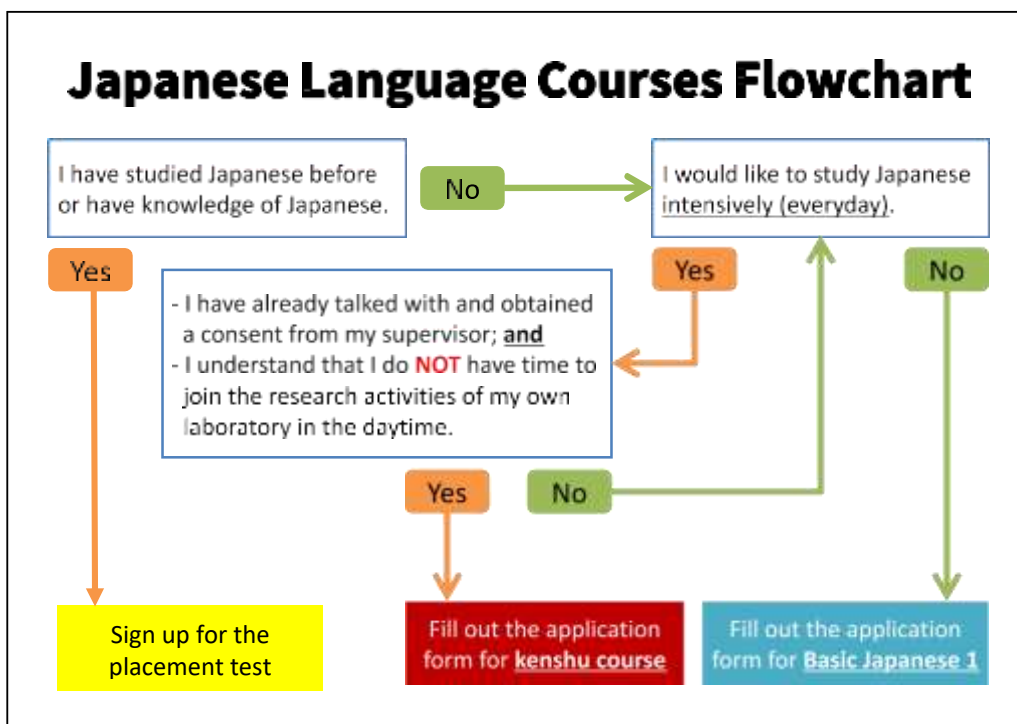 Japanese Language Courses Flowchart
I have studied Japanese before
or have knowledge of Japanese.
No
I would like to study Japanese
intensively (everyday).
Yes
Yes
No
- I have already talked with and obtained
a consent from my supervisor; and
- I understand that I do NOT have time to
join the research activities of my own
laboratory in the daytime.
Yes
No
Sign up for the
placement test
Fill out the application
form for kenshu course
Fill out the application
form for Basic Japanese 1